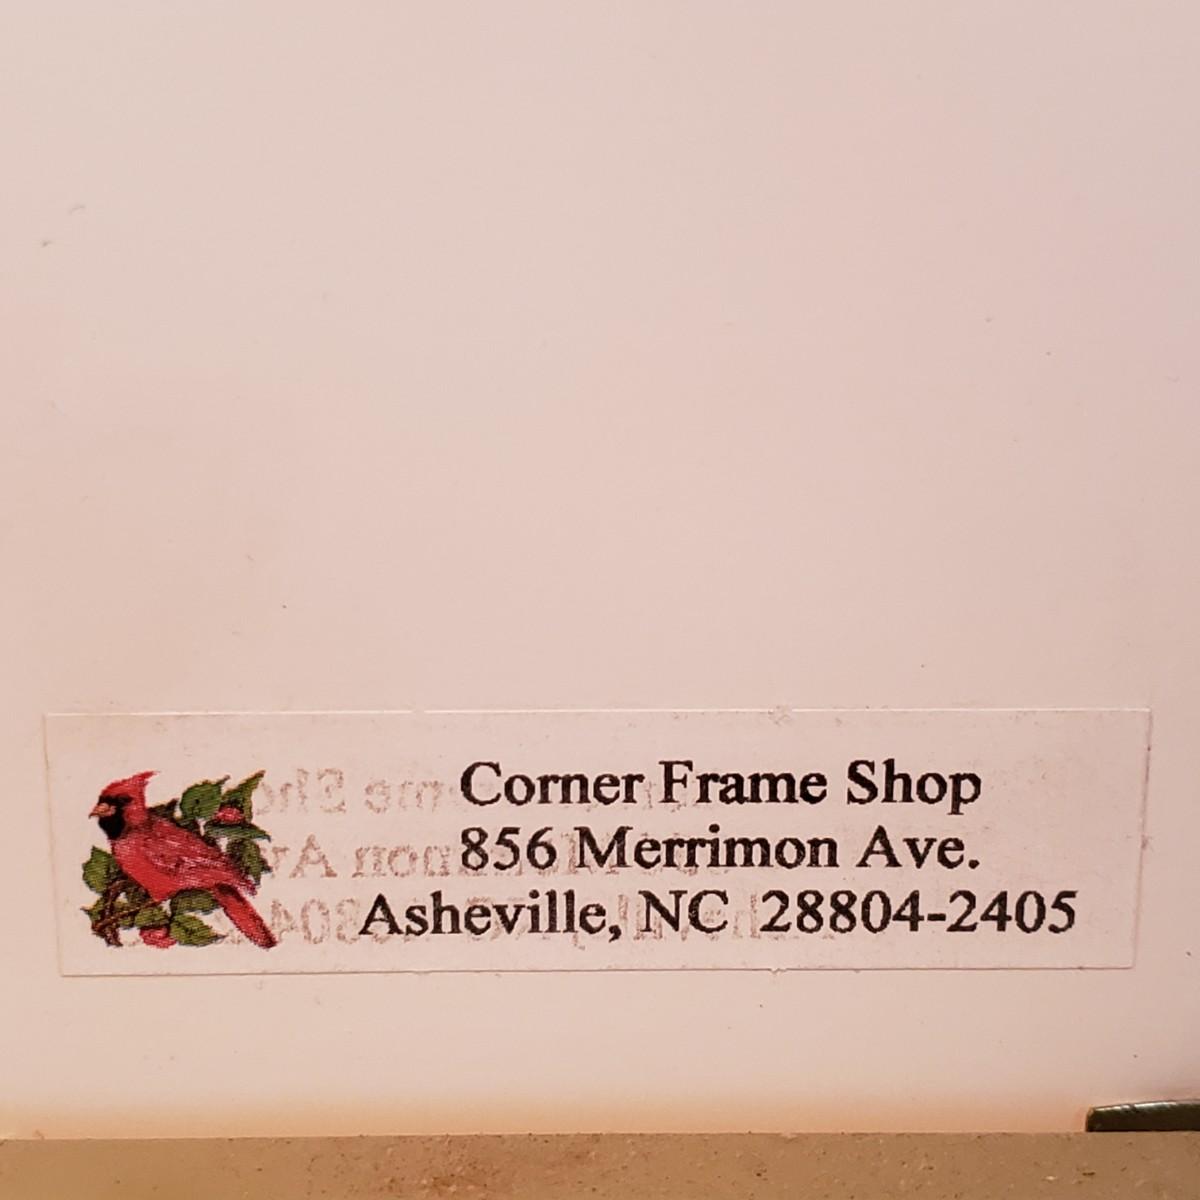 Corner Frame Shop
856 Merrimon Ave.
Asheville, NC 28804-2405